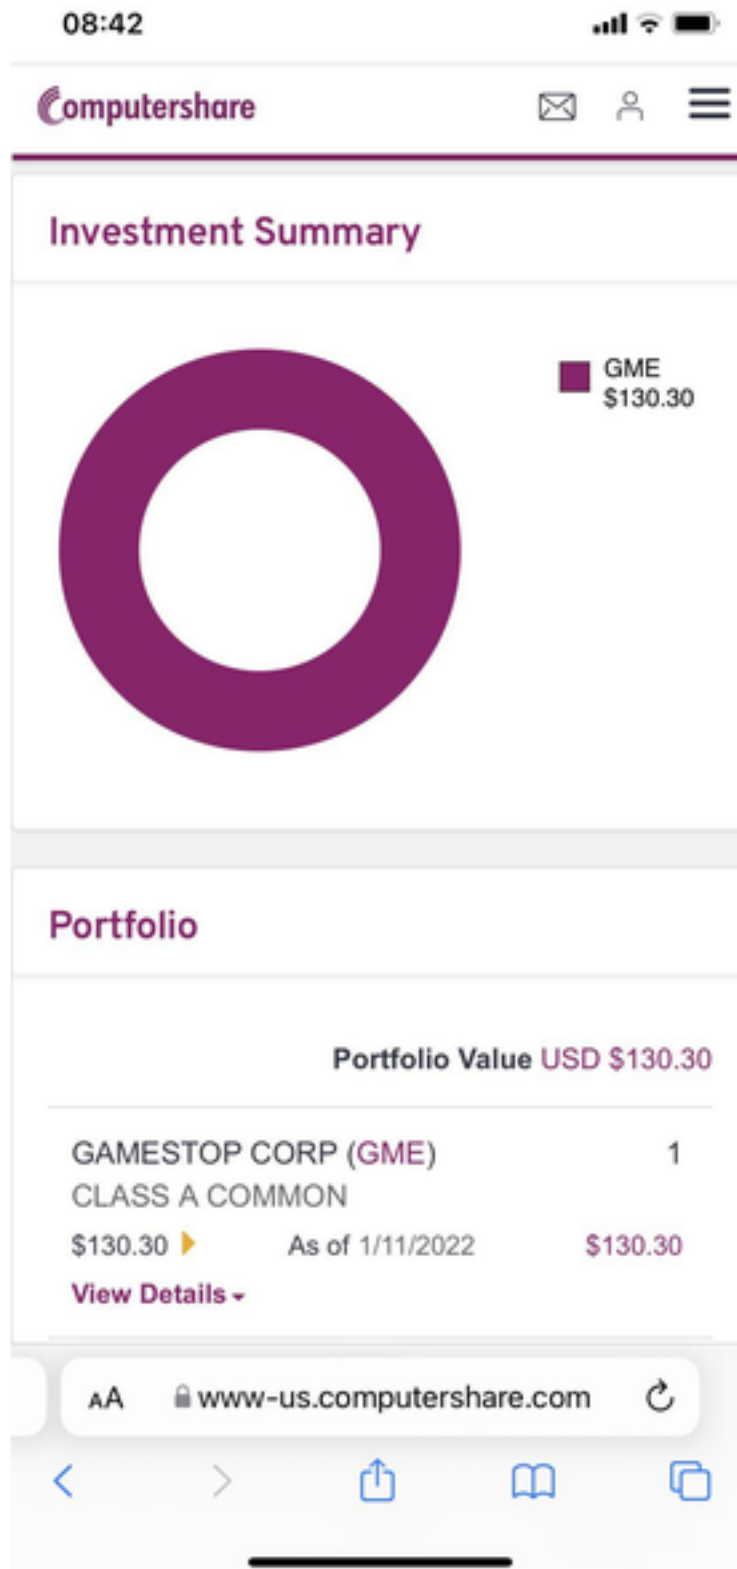 08:42
Computershare
Investment Summary
GME
$130.30
Portfolio
Portfolio Value USD $130.30
GAMESTOP CORP (GME) 1
CLASS A COMMON
$130.30 As of 1/11/2022 $130.30
View Details
AA www-us.computershare.com